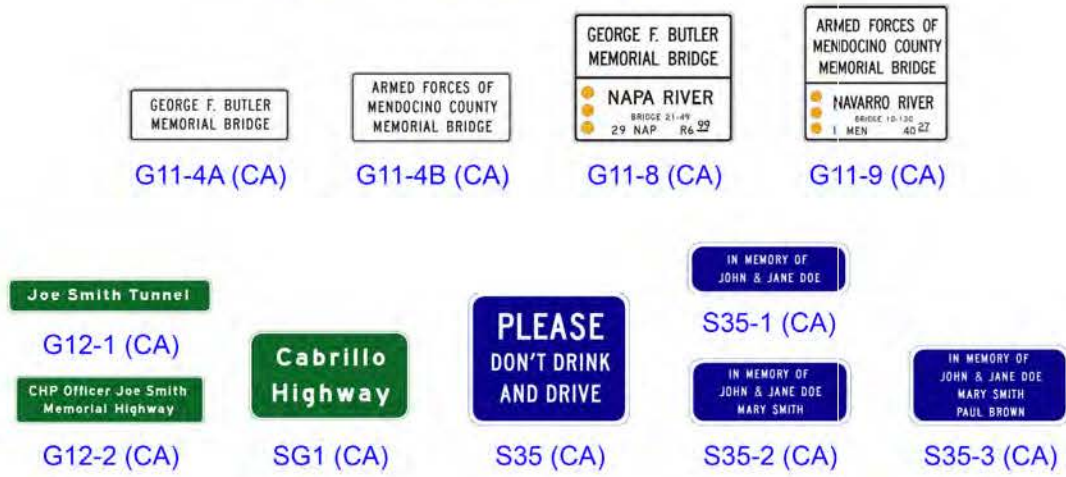 GEORGE F. BUTLER
MEMORIAL BRIDGE
G11-4A (CA)
ARMED FORCES OF
MENDOCINO COUNTY
MEMORIAL BRIDGE
G11-4B (CA)
GEORGE F. BUTLER
MEMORIAL BRIDGE
NAPA RIVER
BRIDGE 21-49
29 NAP R6 99
G11-8 (CA)
ARMED FORCES OF
MENDOCINO COUNTY
MEMORIAL BRIDGE
NAVARRO RIVER
BRIDGE 10-130
1 MEN 40 27
G11-9 (CA)
Joe Smith Tunnel
G12-1 (CA)
CHP Officer Joe Smith
Memorial Highway
G12-2 (CA)
Cabrillo
Highway
SG1 (CA)
PLEASE
DON'T DRINK
AND DRIVE
S35 (CA)
IN MEMORY OF
JOHN & JANE DOE
S35-1 (CA)
IN MEMORY OF
JOHN & JANE DOE
MARY SMITH
S35-2 (CA)
IN MEMORY OF
JOHN & JANE DOE
MARY SMITH
PAUL BROWN
S35-3 (CA)